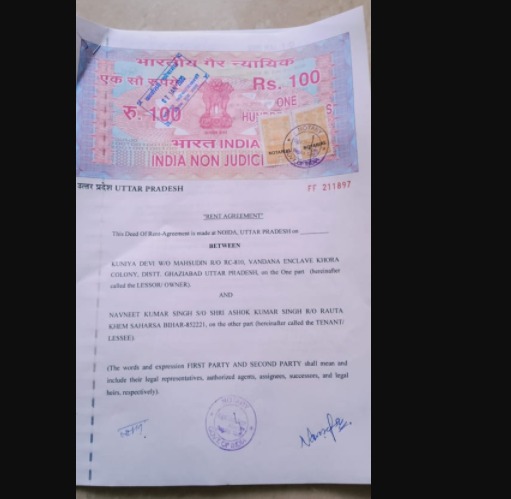 भारतीय गैर न्यायिक
एक सौ रुपये
Rs. 100
रु. 100
ONE
भारत INDIA
INDIA NON JUDICI
NOTARIAL
NOTARIAL
उत्तर प्रदेश UTTAR PRADESH
FF 211897
"RENT AGREEMENT"
This Deed Of Rent-Agreement is made at NOIDA, UTTAR PRADESH on
BETWEEN
KUNIYA DEVI W/O MAHSUDIN R/O RC-810, VANDANA ENCLAVE KHORA
COLONY, DISTT. GHAZIABAD UTTAR PRADESH, on the One part (hereinafter
called the LESSOR/ OWNER).
AND
NAVNEET KUMAR SINGH S/O SHRI ASHOK KUMAR SINGH R/O RAUTA
KHEM SAHARSA BIHAR-852221, on the other part (hereinafter called the TENANT/
LESSEE).
(The words and expression FIRST PARTY AND SECOND PARTY shall mean and
include their legal representatives, authorized agents, assignees, successors, and legal
heirs, respectively).